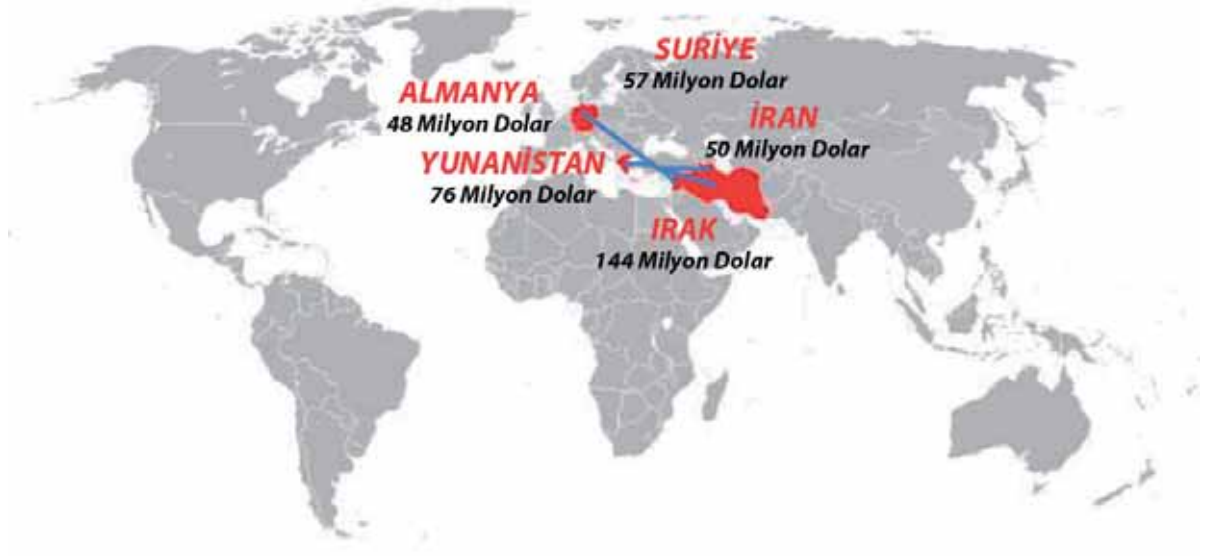 SURİYE
57 Milyon Dolar
ALMANYA
48 Milyon Dolar
İRAN
50 Milyon Dolar
YUNANİSTAN
76 Milyon Dolar
IRAK
144 Milyon Dolar